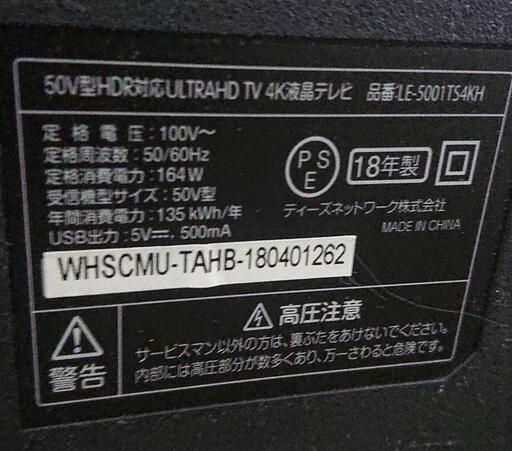 50V型HDR対応ULTRAHD TV 4K液晶テレビ 品番:LE-5001TS4KH
定格電圧:100V～
定格周波数:50/60Hz
定格消費電力:164W
受信機型サイズ:50V型
年間消費電力:135 kWh/年
USB出力:5V⎓, 500mA
PSE
18年製
ティーズネットワーク株式会社
MADE IN CHINA
WHSCMU-TAHB-180401262
警告
高圧注意
サービスマン以外の方は、裏ぶたをあけないでください。
内部には高圧部分が数多くあり、万一さわると危険です。